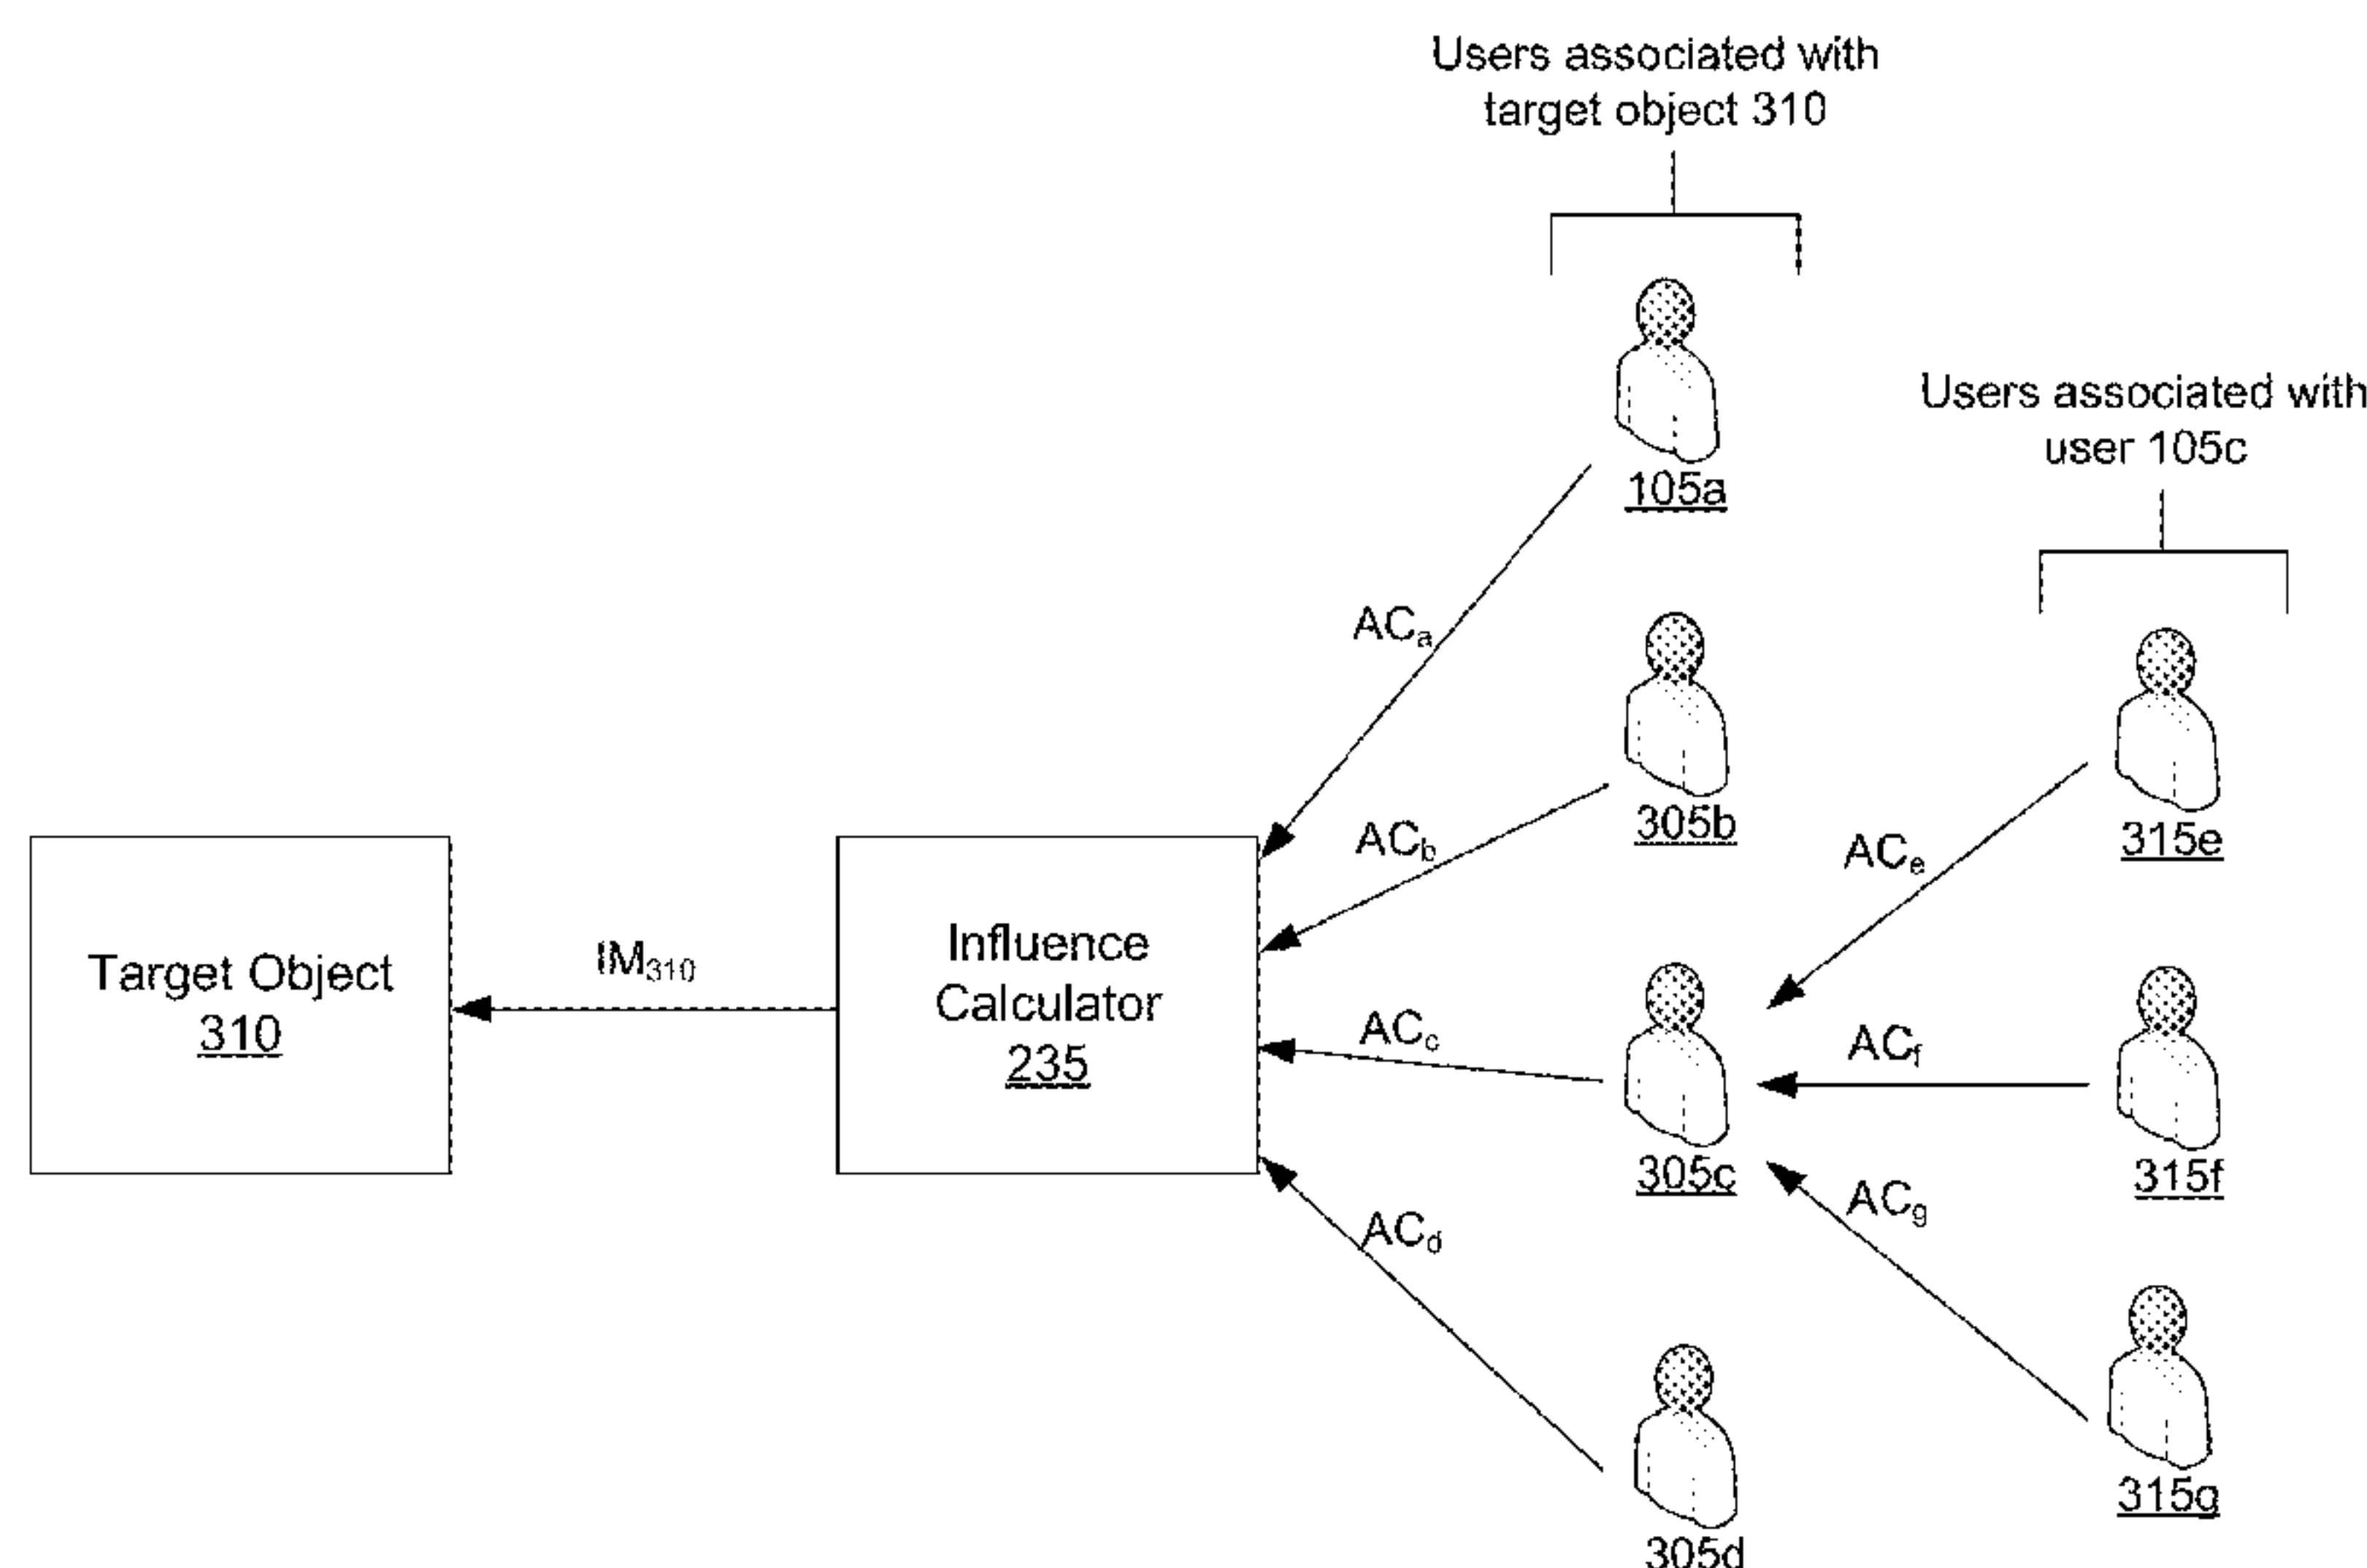 Users associated with
target object 310
Users associated with
user 105c
105a
ACa
305b
315e
ACb
ACe
Target Object
310
IM310
Influence
Calculator
235
ACc
ACf
305c
315f
ACg
ACd
315g
305d